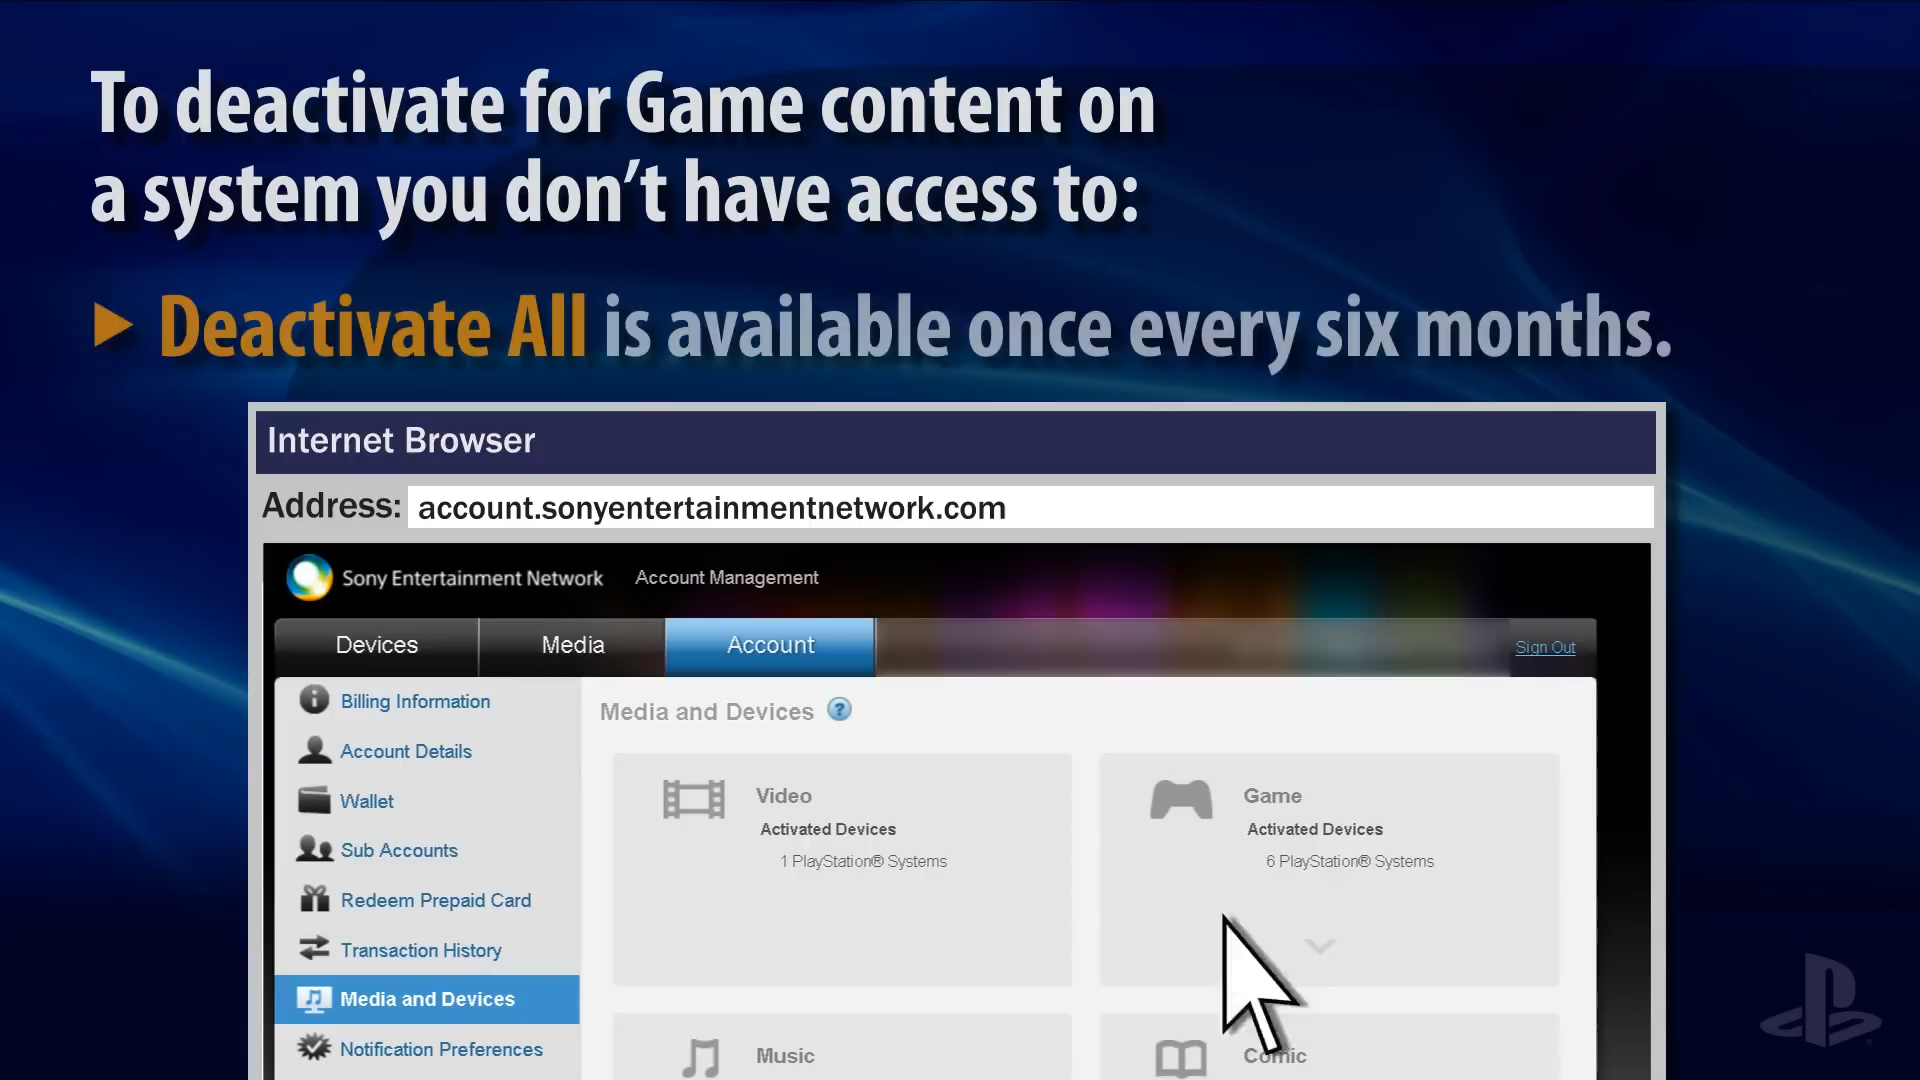 To deactivate for Game content on
a system you don't have access to:
Deactivate All is available once every six months.
Internet Browser
Address: account.sonyentertainmentnetwork.com
Sony Entertainment Network Account Management
Devices Media Account Sign Out
Billing Information
Account Details
Wallet
Sub Accounts
Redeem Prepaid Card
Transaction History
Media and Devices
Notification Preferences
Media and Devices ?
Video
Activated Devices
1 PlayStation® Systems
Game
Activated Devices
6 PlayStation® Systems
Music
Comic